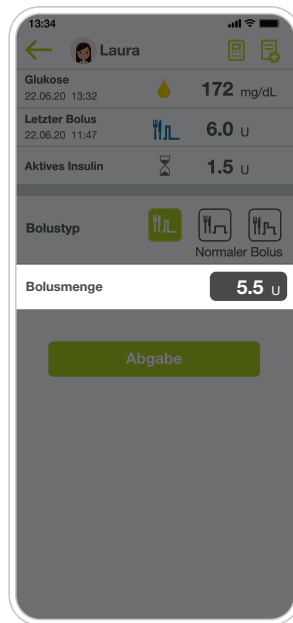 13:34
Laura
Glukose
22.06.20 13:32
172 mg/dL
Letzter Bolus
22.06.20 11:47
6.0 U
Aktives Insulin
1.5 U
Bolustyp
Normaler Bolus
Bolusmenge
5.5 U
Abgabe